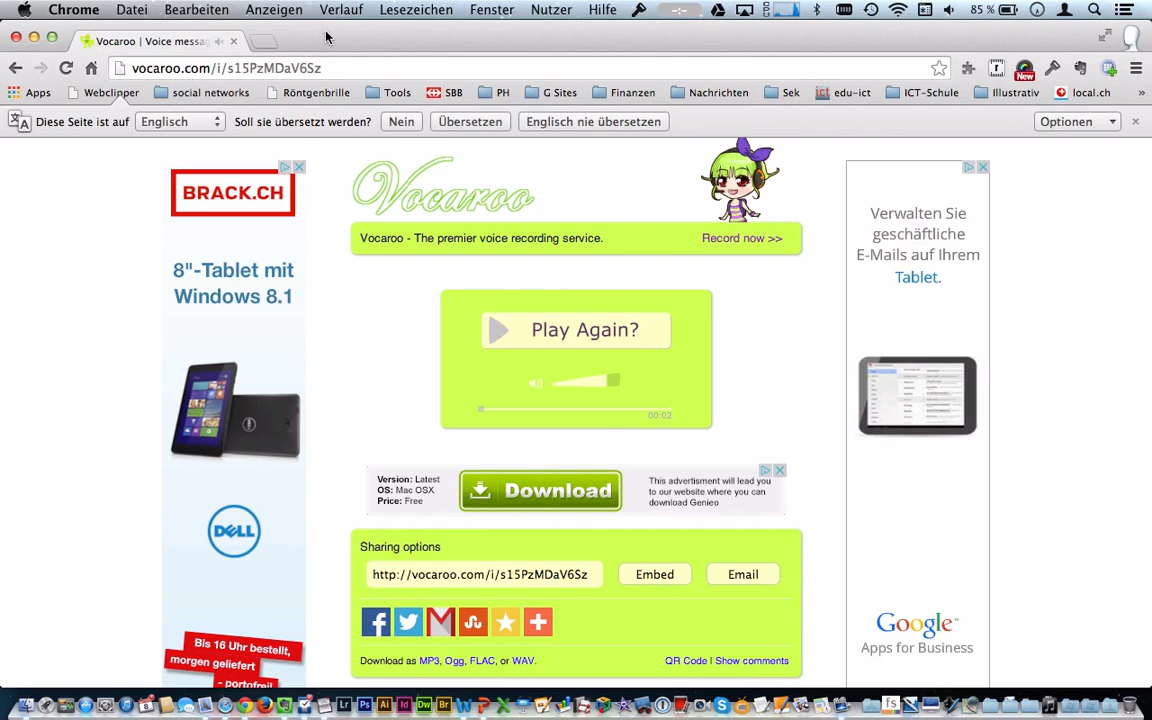 Chrome Datei Bearbeiten Anzeigen Verlauf Lesezeichen Fenster Nutzer Hilfe 85 %
Vocaroo | Voice messag
vocaroo.com/i/s15PzMDaV6Sz
Apps Webclipper social networks Röntgenbrille Tools SBB PH G Sites Finanzen Nachrichten Sek edu-ict ICT-Schule Illustrativ local.ch »
Diese Seite ist auf Englisch Soll sie übersetzt werden? Nein Übersetzen Englisch nie übersetzen Optionen
BRACK.CH
8"-Tablet mit
Windows 8.1
DELL
Bis 16 Uhr bestellt,
morgen geliefert
- portofrei
Vocaroo
Vocaroo - The premier voice recording service. Record now >>
Play Again?
00:02
Version: Latest
OS: Mac OSX
Price: Free
Download
This advertisment will lead you
to our website where you can
download Genieo
Sharing options
http://vocaroo.com/i/s15PzMDaV6Sz Embed Email
Download as MP3, Ogg, FLAC, or WAV. QR Code | Show comments
Verwalten Sie
geschäftliche
E-Mails auf Ihrem
Tablet.
Google
Apps for Business